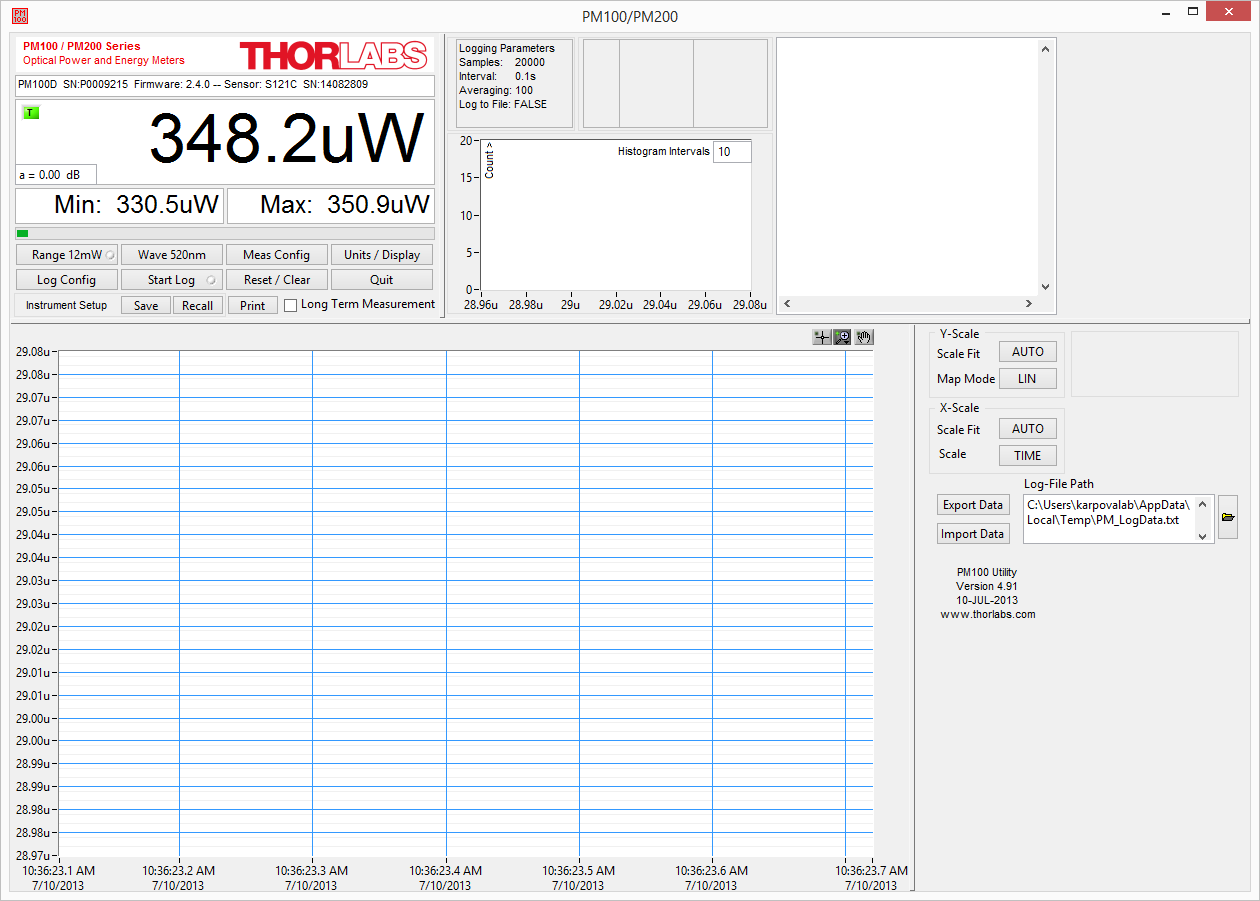 PM100/PM200
PM100 / PM200 Series
Optical Power and Energy Meters
THORLABS
PM100D SN:P0009215 Firmware: 2.4.0 -- Sensor: S121C SN:14082809
T
348.2uW
a = 0.00 dB
Min: 330.5uW
Max: 350.9uW
Range 12mW
Wave 520nm
Meas Config
Units / Display
Log Config
Start Log
Reset / Clear
Quit
Instrument Setup
Save
Recall
Print
Long Term Measurement
Logging Parameters
Samples: 20000
Interval: 0.1s
Averaging: 100
Log to File: FALSE
20
15
10
5
0
Count >
Histogram Intervals 10
28.96u 28.98u 29u 29.02u 29.04u 29.06u 29.08u
29.08u
29.08u
29.07u
29.07u
29.06u
29.06u
29.05u
29.05u
29.04u
29.04u
29.03u
29.03u
29.02u
29.02u
29.01u
29.01u
29.00u
29.00u
28.99u
28.99u
28.98u
28.98u
28.97u
10:36:23.1 AM 10:36:23.2 AM 10:36:23.3 AM 10:36:23.4 AM 10:36:23.5 AM 10:36:23.6 AM 10:36:23.7 AM
7/10/2013 7/10/2013 7/10/2013 7/10/2013 7/10/2013 7/10/2013 7/10/2013
Y-Scale
Scale Fit AUTO
Map Mode LIN
X-Scale
Scale Fit AUTO
Scale TIME
Log-File Path
Export Data
Import Data
C:\Users\karpovalab\AppData\
Local\Temp\PM_LogData.txt
PM100 Utility
Version 4.91
10-JUL-2013
www.thorlabs.com